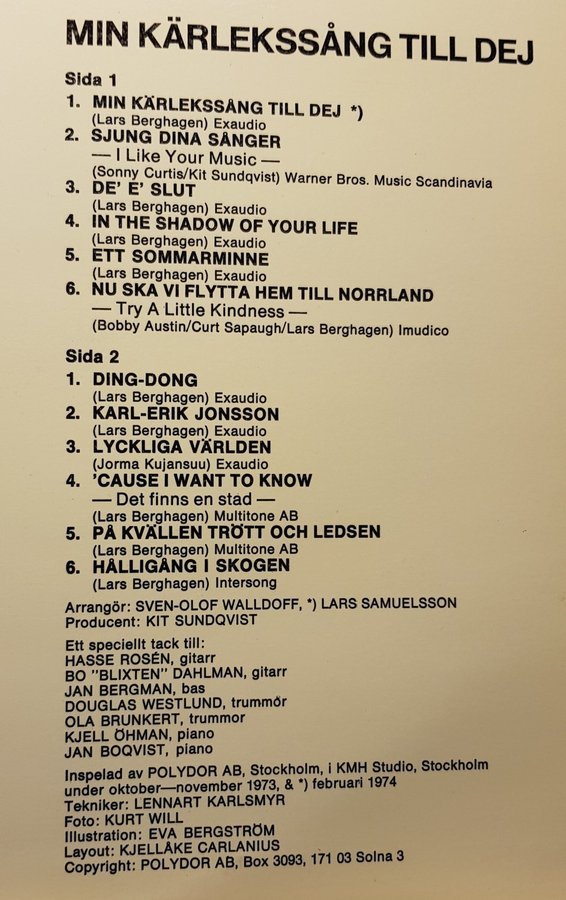 MIN KÄRLEKSSÅNG TILL DEJ
Sida 1
1. MIN KÄRLEKSSÅNG TILL DEJ *)
(Lars Berghagen) Exaudio
2. SJUNG DINA SÅNGER
— I Like Your Music —
(Sonny Curtis/Kit Sundqvist) Warner Bros. Music Scandinavia
3. DE' E' SLUT
(Lars Berghagen) Exaudio
4. IN THE SHADOW OF YOUR LIFE
(Lars Berghagen) Exaudio
5. ETT SOMMARMINNE
(Lars Berghagen) Exaudio
6. NU SKA VI FLYTTA HEM TILL NORRLAND
— Try A Little Kindness —
(Bobby Austin/Curt Sapaugh/Lars Berghagen) Imudico
Sida 2
1. DING-DONG
(Lars Berghagen) Exaudio
2. KARL-ERIK JONSSON
(Lars Berghagen) Exaudio
3. LYCKLIGA VÄRLDEN
(Jorma Kujansuu) Exaudio
4. 'CAUSE I WANT TO KNOW
— Det finns en stad —
(Lars Berghagen) Multitone AB
5. PÅ KVÄLLEN TRÖTT OCH LEDSEN
(Lars Berghagen) Multitone AB
6. HÅLLIGÅNG I SKOGEN
(Lars Berghagen) Intersong
Arrangör: SVEN-OLOF WALLDOFF, *) LARS SAMUELSSON
Producent: KIT SUNDQVIST
Ett speciellt tack till:
HASSE ROSÉN, gitarr
BO "BLIXTEN" DAHLMAN, gitarr
JAN BERGMAN, bas
DOUGLAS WESTLUND, trummör
OLA BRUNKERT, trummor
KJELL ÖHMAN, piano
JAN BOQVIST, piano
Inspelad av POLYDOR AB, Stockholm, i KMH Studio, Stockholm
under oktober—november 1973, & *) februari 1974
Tekniker: LENNART KARLSMYR
Foto: KURT WILL
Illustration: EVA BERGSTRÖM
Layout: KJELLÅKE CARLANIUS
Copyright: POLYDOR AB, Box 3093, 171 03 Solna 3